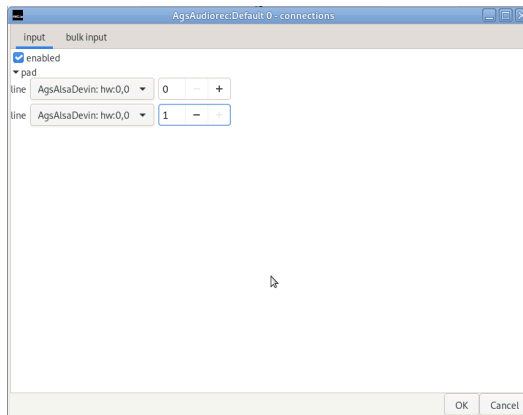 AgsAudiorec:Default 0 - connections
input bulk input
enabled
pad
line AgsAlsaDevin: hw:0,0 0 − +
line AgsAlsaDevin: hw:0,0 1 − +
OK Cancel